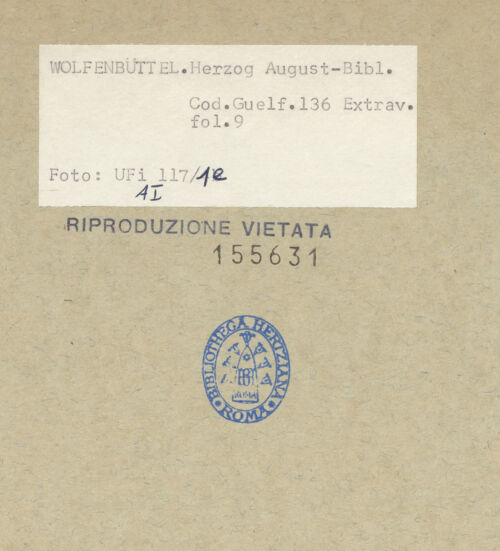 WOLFENBÜTTEL.Herzog August-Bibl.
Cod.Guelf.136 Extrav.
fol.9
Foto: UFi 117/1e
AI
RIPRODUZIONE VIETATA
155631
BIBLIOTHECA HERTZIANA
ROMA